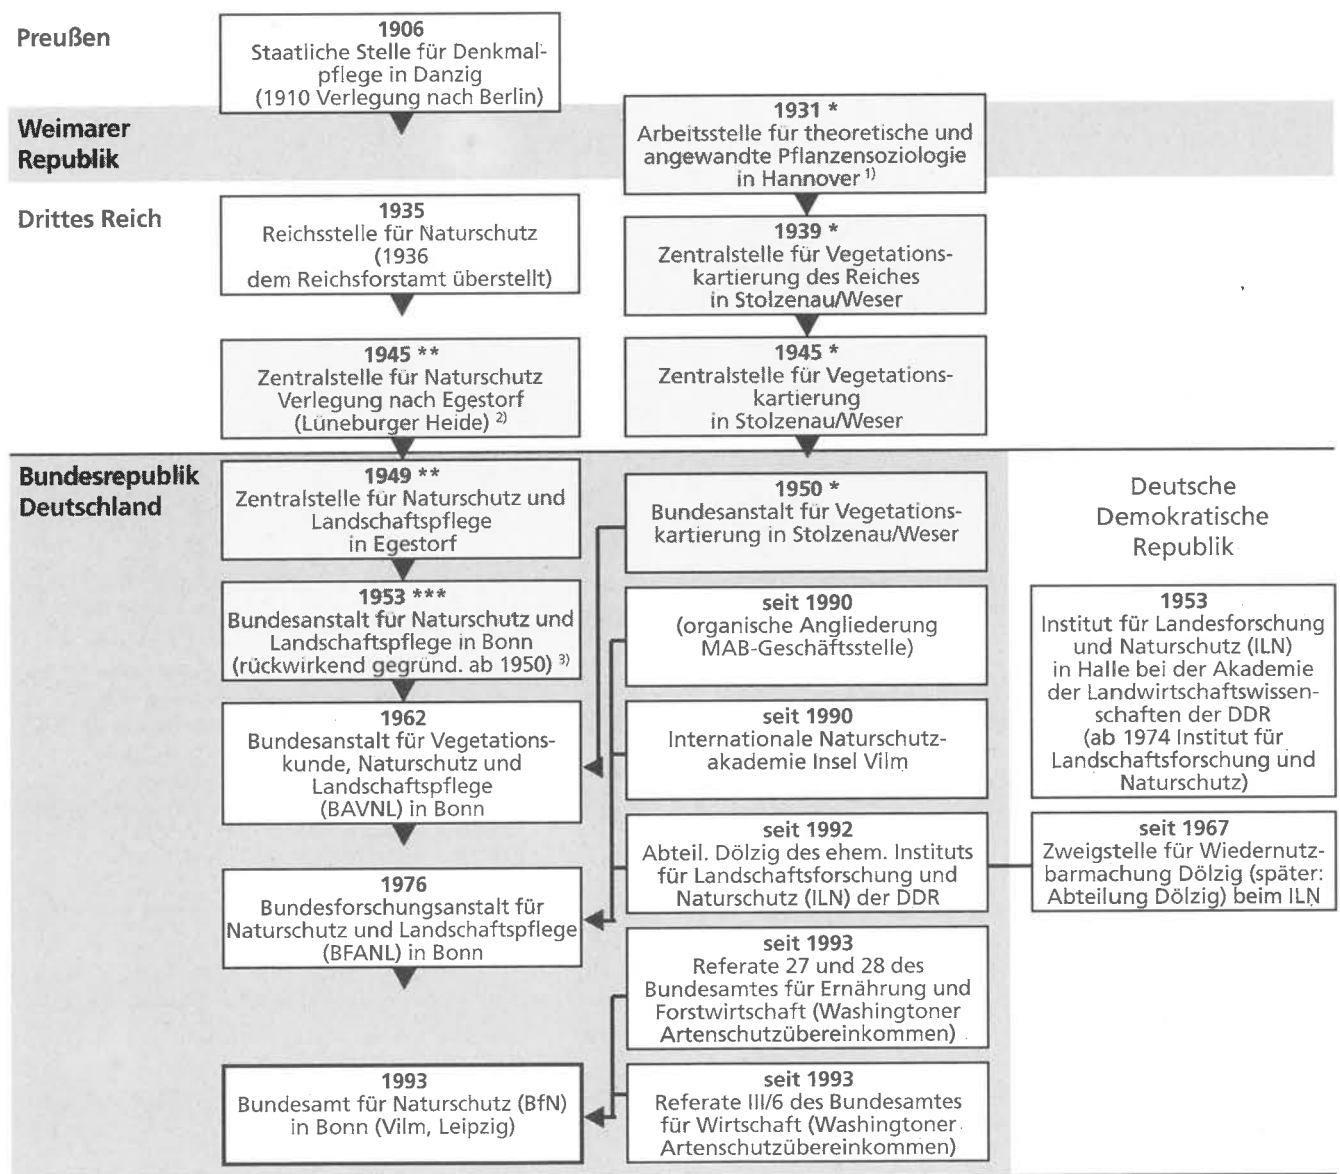 Preußen
1906
Staatliche Stelle für Denkmal-
pflege in Danzig
(1910 Verlegung nach Berlin)
Weimarer
Republik
1931 *
Arbeitsstelle für theoretische und
angewandte Pflanzensoziologie
in Hannover 1)
Drittes Reich
1935
Reichsstelle für Naturschutz
(1936
dem Reichsforstamt überstellt)
1939 *
Zentralstelle für Vegetations-
kartierung des Reiches
in Stolzenau/Weser
1945 **
Zentralstelle für Naturschutz
Verlegung nach Egestorf
(Lüneburger Heide) 2)
1945 *
Zentralstelle für Vegetations-
kartierung
in Stolzenau/Weser
Bundesrepublik
Deutschland
1949 **
Zentralstelle für Naturschutz und
Landschaftspflege
in Egestorf
1950 *
Bundesanstalt für Vegetations-
kartierung in Stolzenau/Weser
Deutsche
Demokratische
Republik
1953 ***
Bundesanstalt für Naturschutz und
Landschaftspflege in Bonn
(rückwirkend gegründ. ab 1950) 3)
seit 1990
(organische Angliederung
MAB-Geschäftsstelle)
1953
Institut für Landesforschung
und Naturschutz (ILN)
in Halle bei der Akademie
der Landwirtschaftswissen-
schaften der DDR
(ab 1974 Institut für
Landschaftsforschung und
Naturschutz)
1962
Bundesanstalt für Vegetations-
kunde, Naturschutz und
Landschaftspflege
(BAVNL) in Bonn
seit 1990
Internationale Naturschutz-
akademie Insel Vilm
seit 1992
Abteil. Dölzig des ehem. Instituts
für Landschaftsforschung und
Naturschutz (ILN) der DDR
seit 1967
Zweigstelle für Wiedernutz-
barmachung Dölzig (später:
Abteilung Dölzig) beim ILN
1976
Bundesforschungsanstalt für
Naturschutz und Landschaftspflege
(BFANL) in Bonn
seit 1993
Referate 27 und 28 des
Bundesamtes für Ernährung und
Forstwirtschaft (Washingtoner
Artenschutzübereinkommen)
1993
Bundesamt für Naturschutz (BfN)
in Bonn (Vilm, Leipzig)
seit 1993
Referate III/6 des Bundesamtes
für Wirtschaft (Washingtoner
Artenschutzübereinkommen)